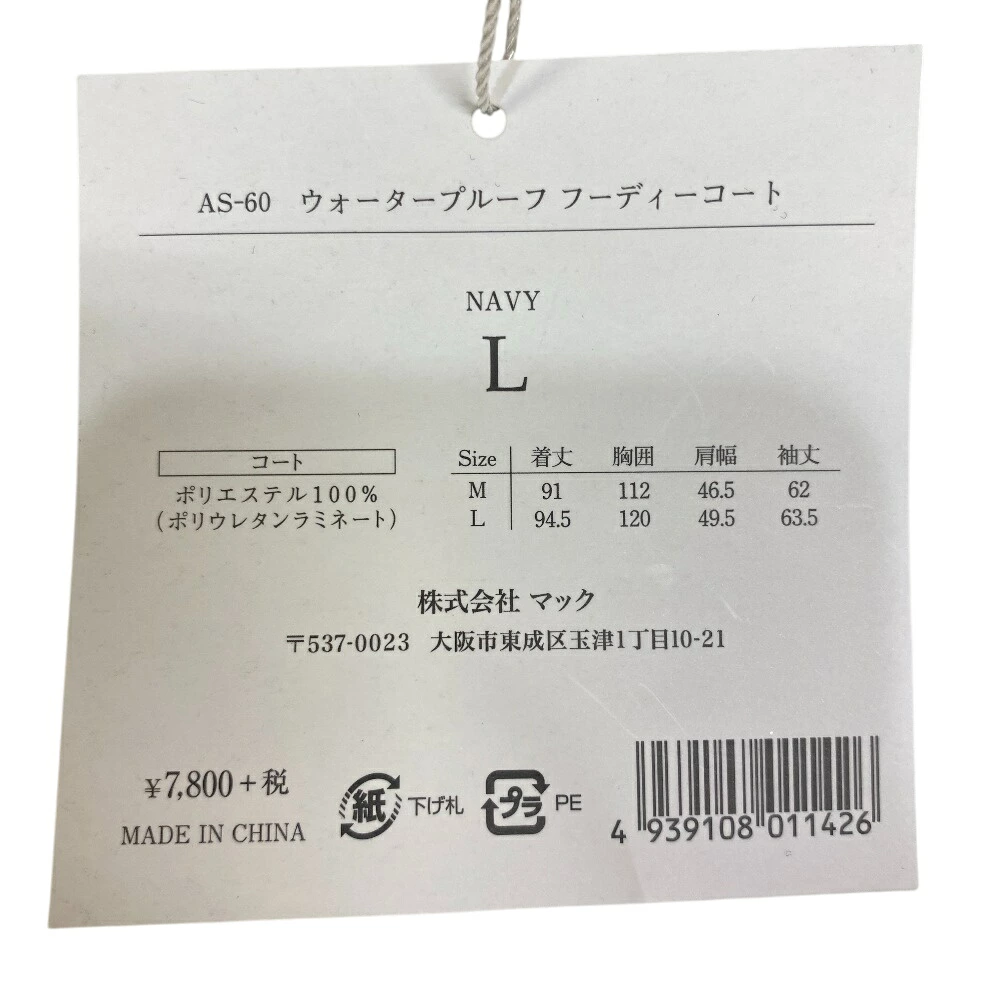 AS-60 ウォータープルーフ フーディーコート
NAVY
L
コート
ポリエステル100%
(ポリウレタンラミネート)
Size 着丈 胸囲 肩幅 袖丈
M 91 112 46.5 62
L 94.5 120 49.5 63.5
株式会社 マック
〒537-0023 大阪市東成区玉津1丁目10-21
¥7,800+税
MADE IN CHINA
紙 下げ札
プラ PE
4 939108 011426